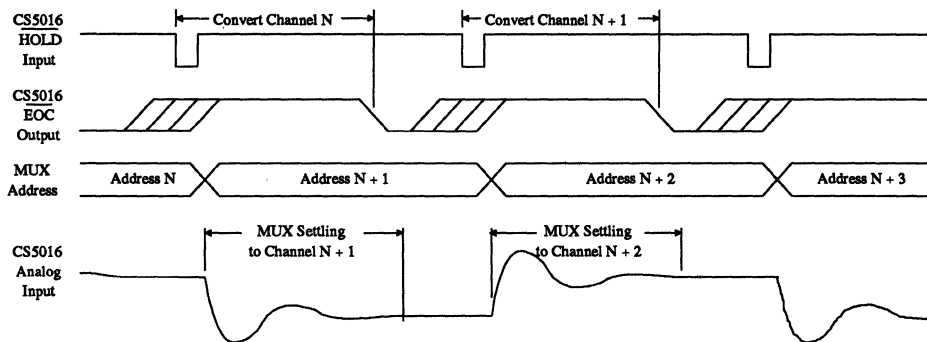 Convert Channel N
Convert Channel N + 1
CS5016
HOLD
Input
CS5016
EOC
Output
MUX
Address
Address N
Address N + 1
Address N + 2
Address N + 3
MUX Settling
to Channel N + 1
MUX Settling
to Channel N + 2
CS5016
Analog
Input